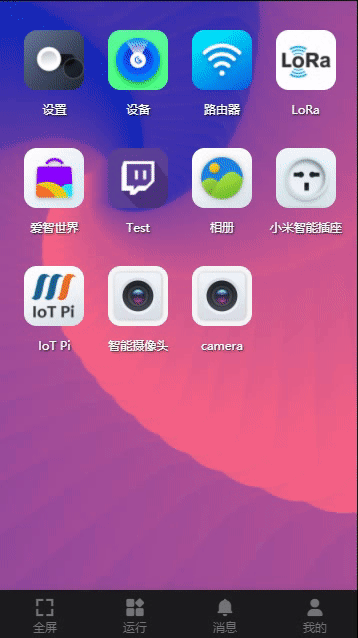 设置
设备
路由器
LoRa
LoRa
爱智世界
Test
相册
小米智能插座
IoT Pi
IoT Pi
智能摄像头
camera
全屏
运行
消息
我的